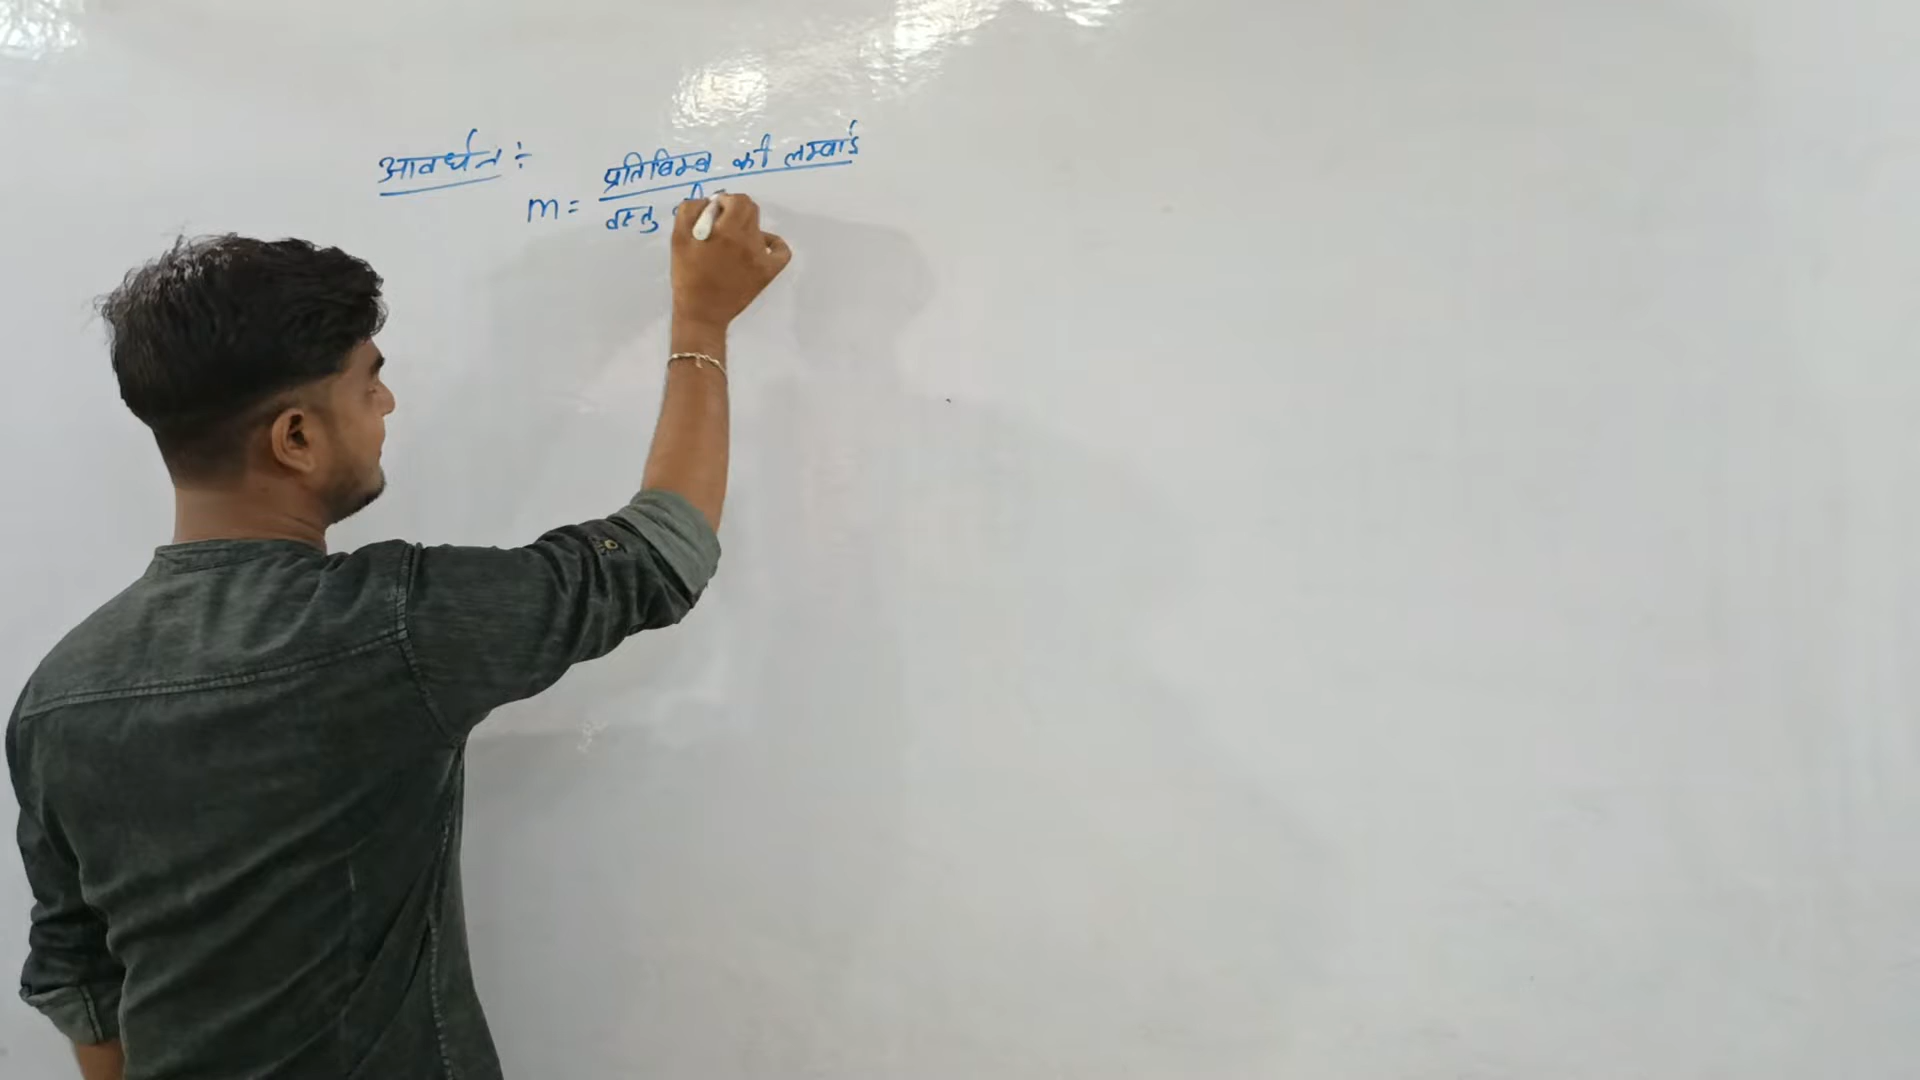 आवर्धन ÷
m = प्रतिबिम्ब की लम्बाई
वस्तु